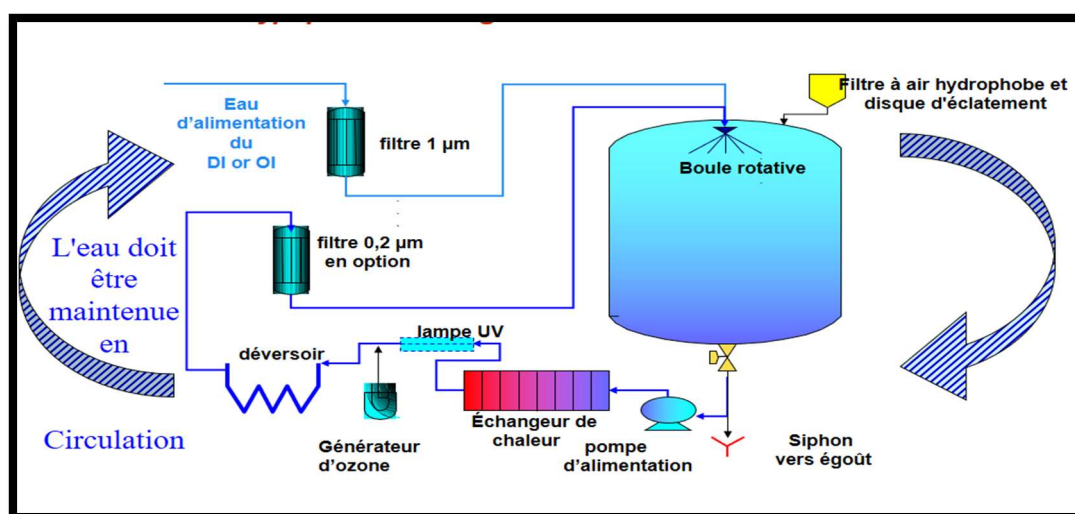 Eau
d'alimentation
du
DI or OI
filtre 1 µm
Filtre à air hydrophobe et
disque d'éclatement
Boule rotative
L'eau doit
être
maintenue
en
Circulation
filtre 0,2 µm
en option
lampe UV
déversoir
Générateur
d'ozone
Échangeur de
chaleur
pompe
d'alimentation
Siphon
vers égoût